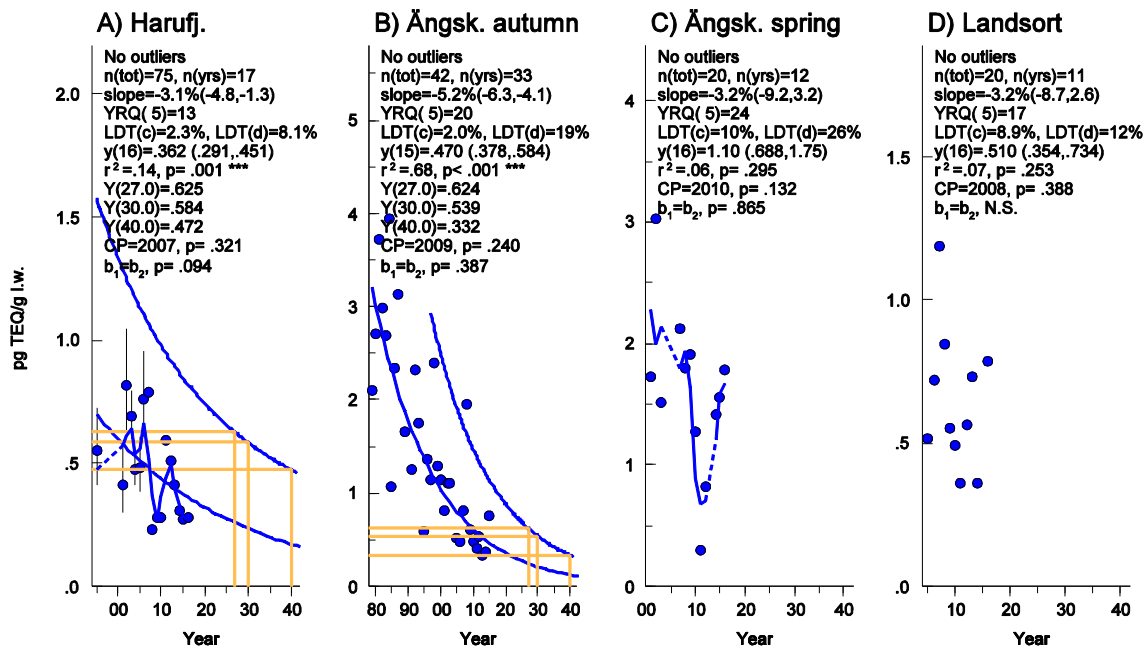 A) Harufj.
No outliers
n(tot)=75, n(yrs)=17
slope=-3.1%(-4.8,-1.3)
YRQ( 5)=13
LDT(c)=2.3%, LDT(d)=8.1%
y(16)=.362 (.291,.451)
r²=.14, p= .001 ***
Y(27.0)=.625
Y(30.0)=.584
Y(40.0)=.472
CP=2007, p= .321
b₁=b₂, p= .094
pg TEQ/g l.w.
2.0
1.5
1.0
.5
.0
00 10 20 30 40
Year
B) Ängsk. autumn
No outliers
n(tot)=42, n(yrs)=33
slope=-5.2%(-6.3,-4.1)
YRQ( 5)=20
LDT(c)=2.0%, LDT(d)=19%
y(15)=.470 (.378,.584)
r²=.68, p< .001 ***
Y(27.0)=.624
Y(30.0)=.539
Y(40.0)=.332
CP=2009, p= .240
b₁=b₂, p= .387
5
4
3
2
1
0
80 90 00 10 20 30 40
Year
C) Ängsk. spring
No outliers
n(tot)=20, n(yrs)=12
slope=-3.2%(-9.2,3.2)
YRQ( 5)=24
LDT(c)=10%, LDT(d)=26%
y(16)=1.10 (.688,1.75)
r²=.06, p= .295
CP=2010, p= .132
b₁=b₂, p= .865
4
3
2
1
0
00 10 20 30 40
Year
D) Landsort
No outliers
n(tot)=20, n(yrs)=11
slope=-3.2%(-8.7,2.6)
YRQ( 5)=17
LDT(c)=8.9%, LDT(d)=12%
y(16)=.510 (.354,.734)
r²=.07, p= .253
CP=2008, p= .388
b₁=b₂, N.S.
1.5
1.0
.5
.0
10 20 30 40
Year